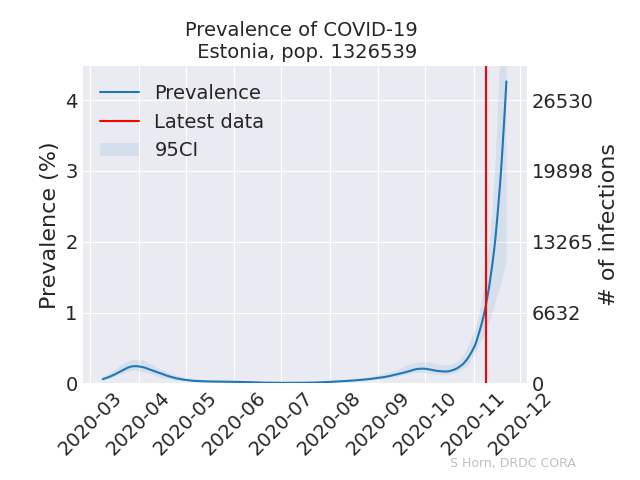 Prevalence of COVID-19
Estonia, pop. 1326539
Prevalence
Latest data
95CI
Prevalence (%)
4
3
2
1
0
26530
19898
13265
6632
0
# of infections
2020-03
2020-04
2020-05
2020-06
2020-07
2020-08
2020-09
2020-10
2020-11
2020-12
S Horn, DRDC CORA